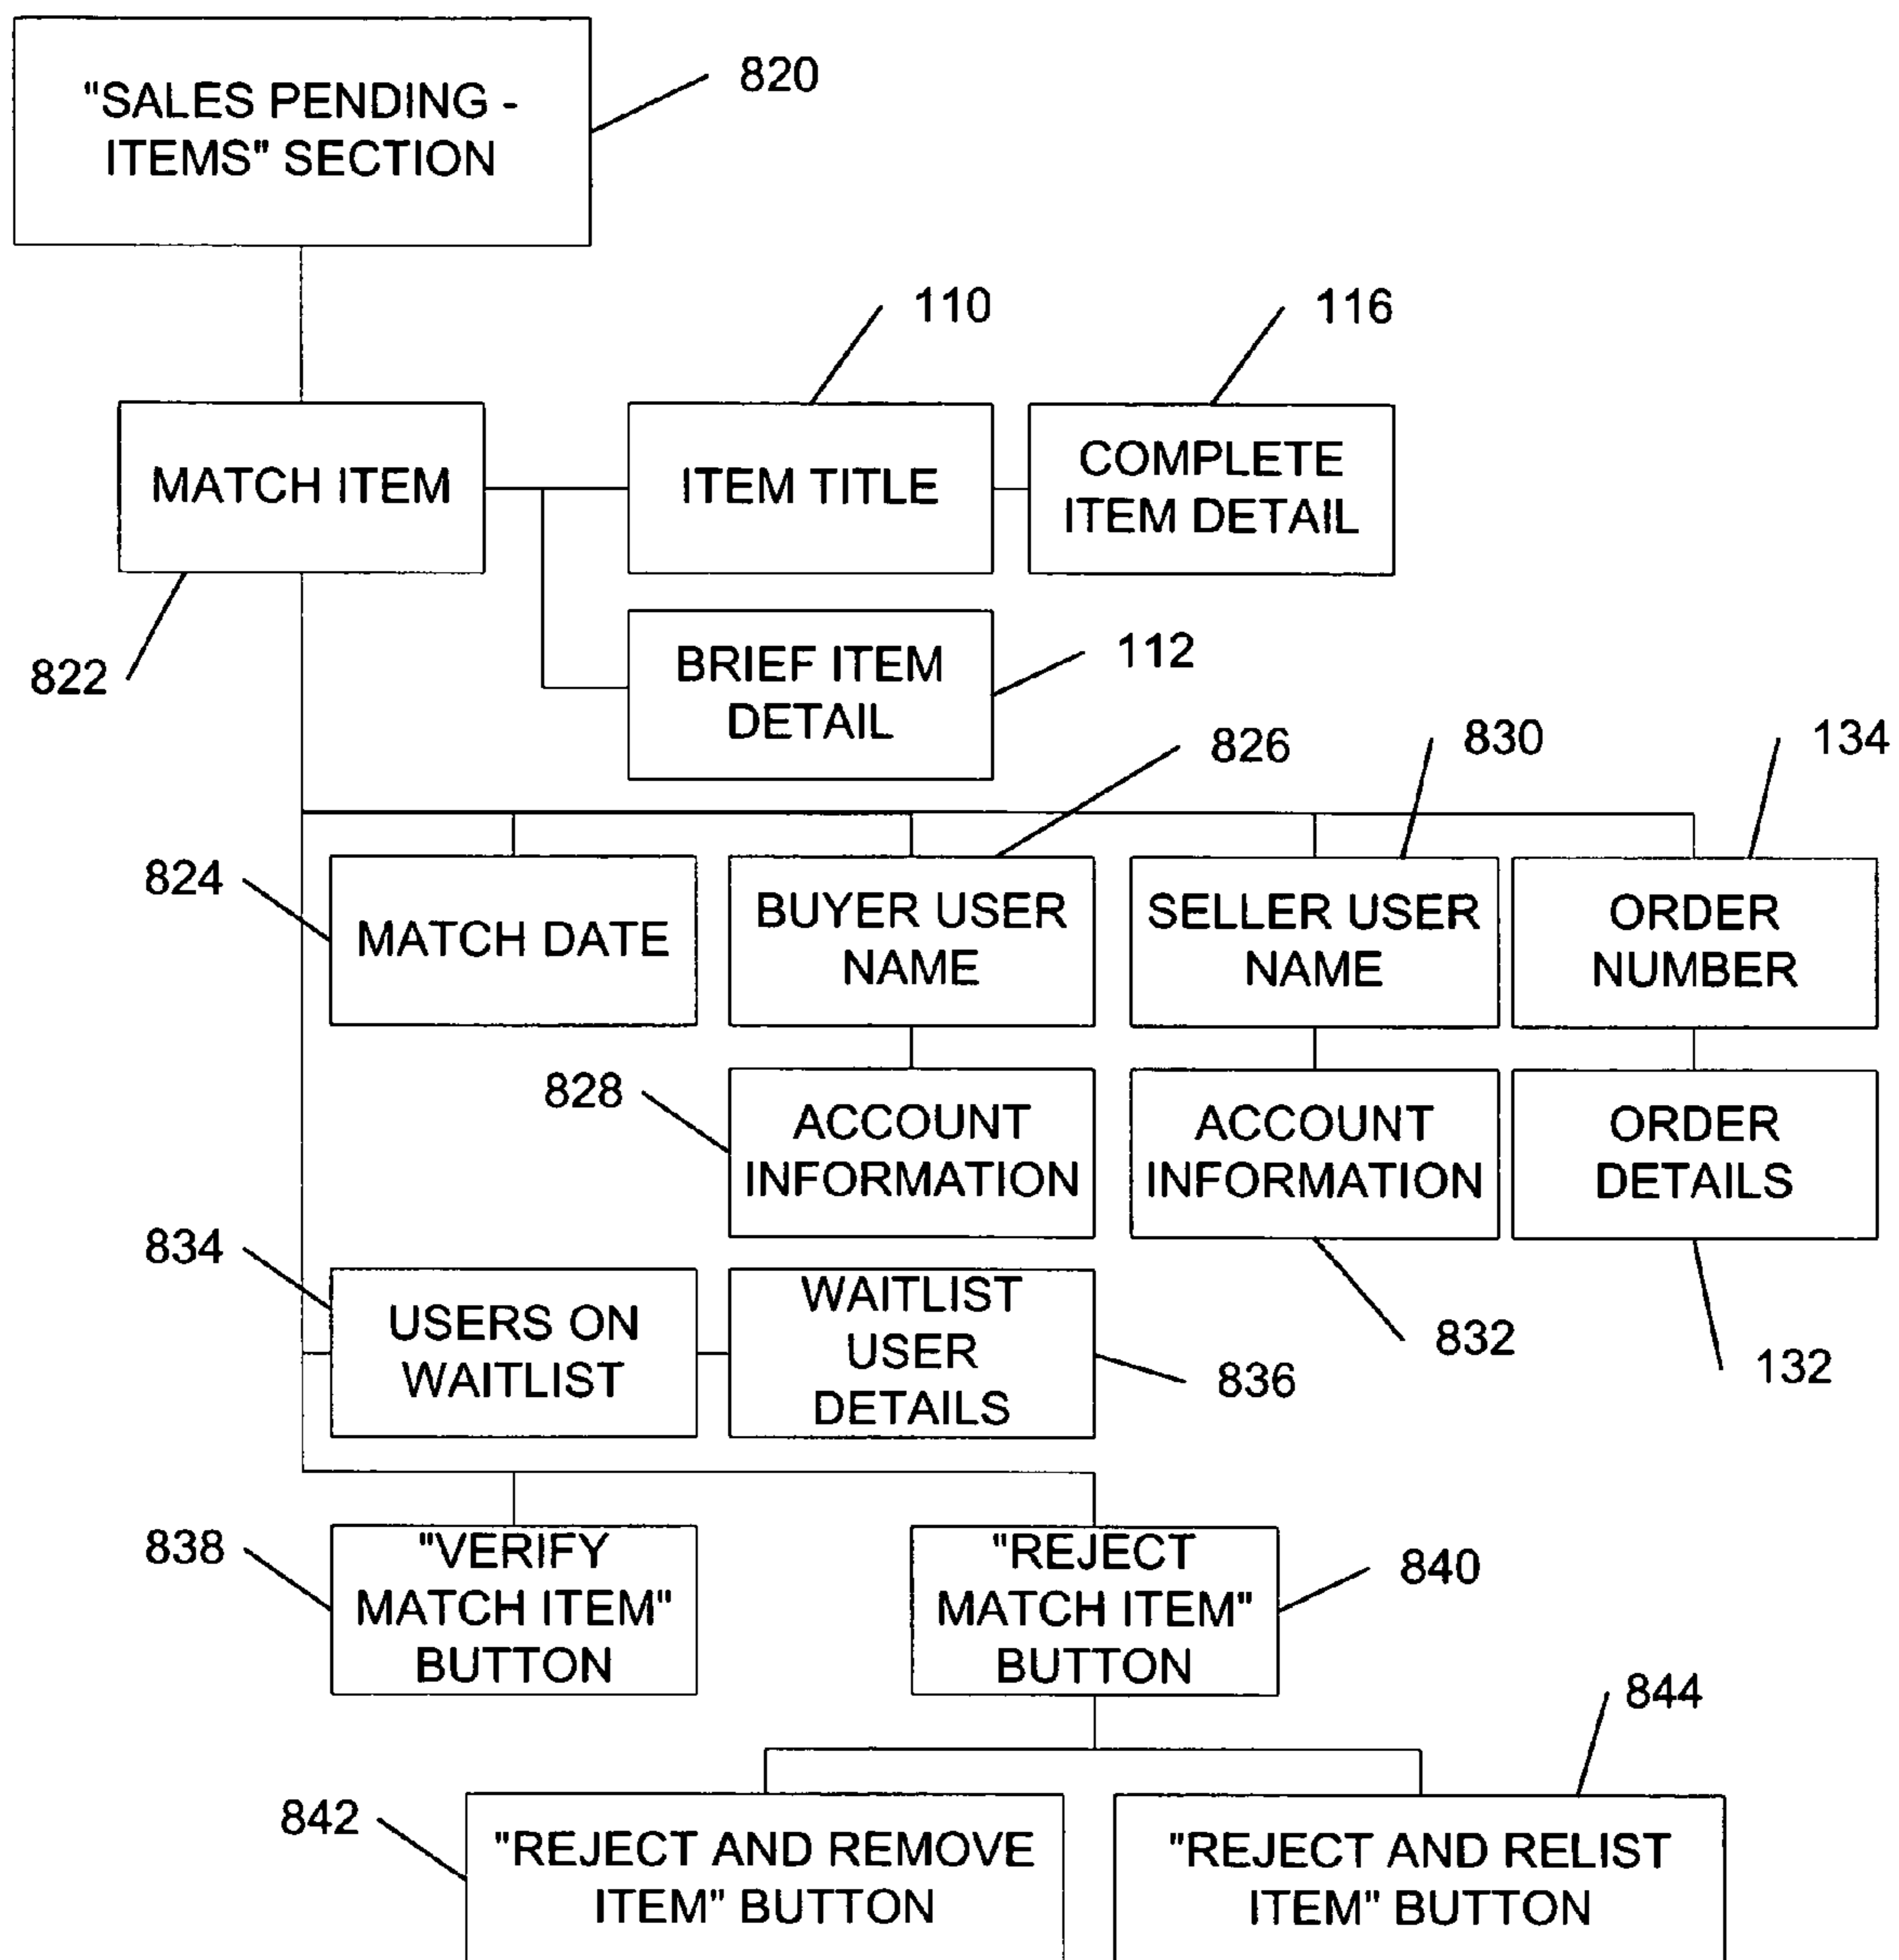 "SALES PENDING -
ITEMS" SECTION
820
110
116
MATCH ITEM
ITEM TITLE
COMPLETE
ITEM DETAIL
822
BRIEF ITEM
DETAIL
112
826
830
134
824
MATCH DATE
BUYER USER
NAME
SELLER USER
NAME
ORDER
NUMBER
828
ACCOUNT
INFORMATION
ACCOUNT
INFORMATION
ORDER
DETAILS
834
USERS ON
WAITLIST
WAITLIST
USER
DETAILS
836
832
132
838
"VERIFY
MATCH ITEM"
BUTTON
"REJECT
MATCH ITEM"
BUTTON
840
844
842
"REJECT AND REMOVE
ITEM" BUTTON
"REJECT AND RELIST
ITEM" BUTTON